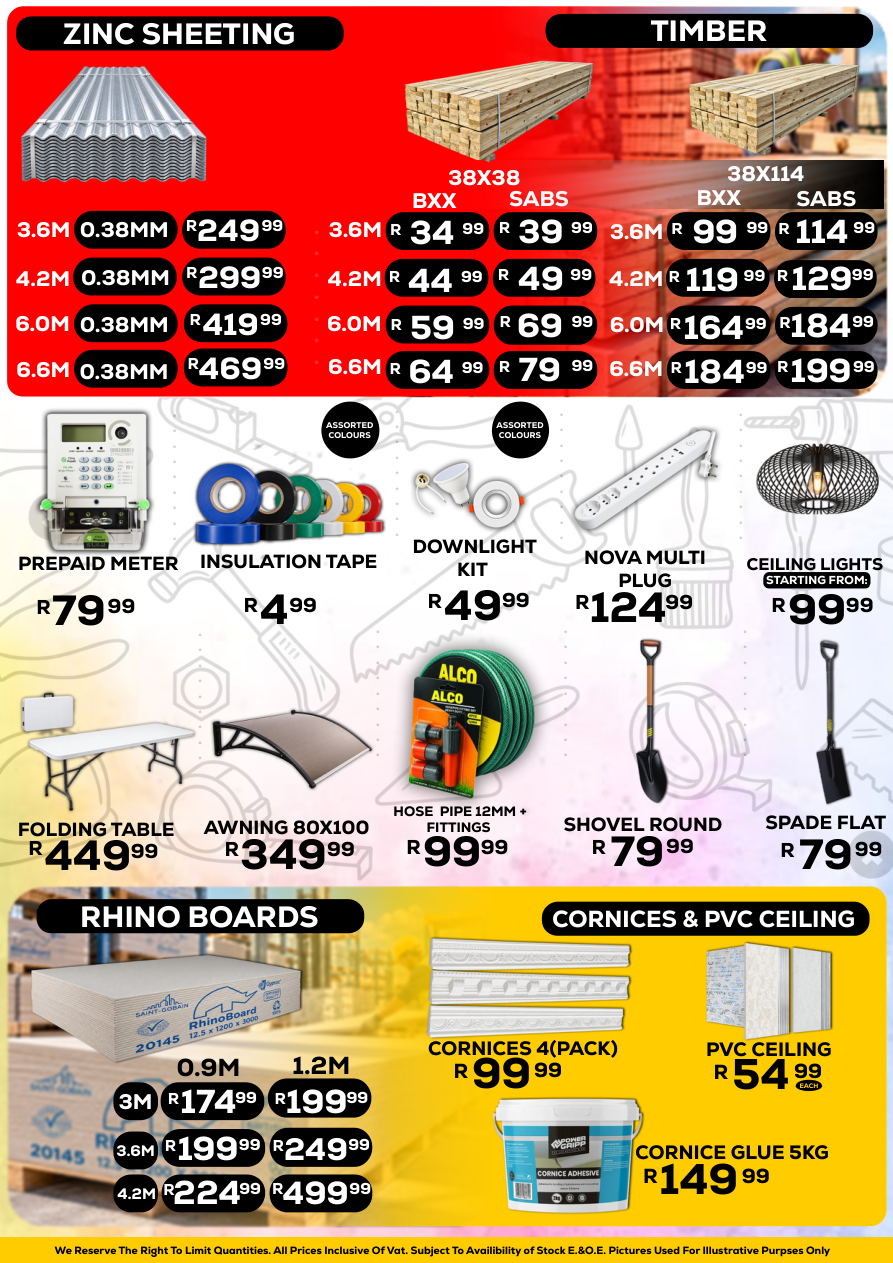 ZINC SHEETING
3.6M 0.38MM R249 99
4.2M 0.38MM R299 99
6.0M 0.38MM R419 99
6.6M 0.38MM R469 99
TIMBER
38X38
BXX SABS
3.6M R 34 99 R 39 99
4.2M R 44 99 R 49 99
6.0M R 59 99 R 69 99
6.6M R 64 99 R 79 99
38X114
BXX SABS
3.6M R 99 99 R 114 99
4.2M R 119 99 R 129 99
6.0M R 164 99 R 184 99
6.6M R 184 99 R 199 99
PREPAID METER
R79 99
ASSORTED
COLOURS
INSULATION TAPE
R4 99
ASSORTED
COLOURS
DOWNLIGHT
KIT
R49 99
NOVA MULTI
PLUG
R124 99
CEILING LIGHTS
STARTING FROM:
R99 99
FOLDING TABLE
R449 99
AWNING 80X100
R349 99
ALCO
ALCO
HOSE PIPE 12MM +
FITTINGS
R99 99
SHOVEL ROUND
R79 99
SPADE FLAT
R79 99
RHINO BOARDS
SAINT-GOBAIN
Gyproc
RhinoBoard
12.5 x 1200 x 3000
20145
SAINT-GOBAIN
20145
0.9M 1.2M
3M R174 99 R199 99
3.6M R199 99 R249 99
4.2M R224 99 R499 99
CORNICES & PVC CEILING
CORNICES 4(PACK)
R99 99
PVC CEILING
R54 99
EACH
POWER
GRIPP
CORNICE ADHESIVE
CORNICE GLUE 5KG
R149 99
We Reserve The Right To Limit Quantities. All Prices Inclusive Of Vat. Subject To Availibility of Stock E.&O.E. Pictures Used For Illustrative Purpses Only